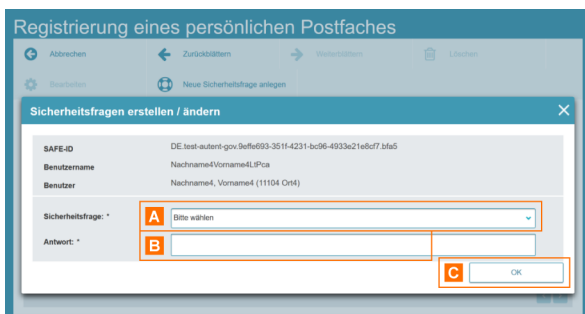 Registrierung eines persönlichen Postfaches
Abbrechen Zurückblättern Weiterblättern Löschen
Bearbeiten Neue Sicherheitsfrage anlegen
Sicherheitsfragen erstellen / ändern
SAFE-ID DE.test-autent-gov.9effe693-351f-4231-bc96-4933e21e8cf7.bfa5
Benutzername Nachname4Vorname4LtPca
Benutzer Nachname4, Vorname4 (11104 Ort4)
Sicherheitsfrage: * A Bitte wählen
Antwort: * B
C OK